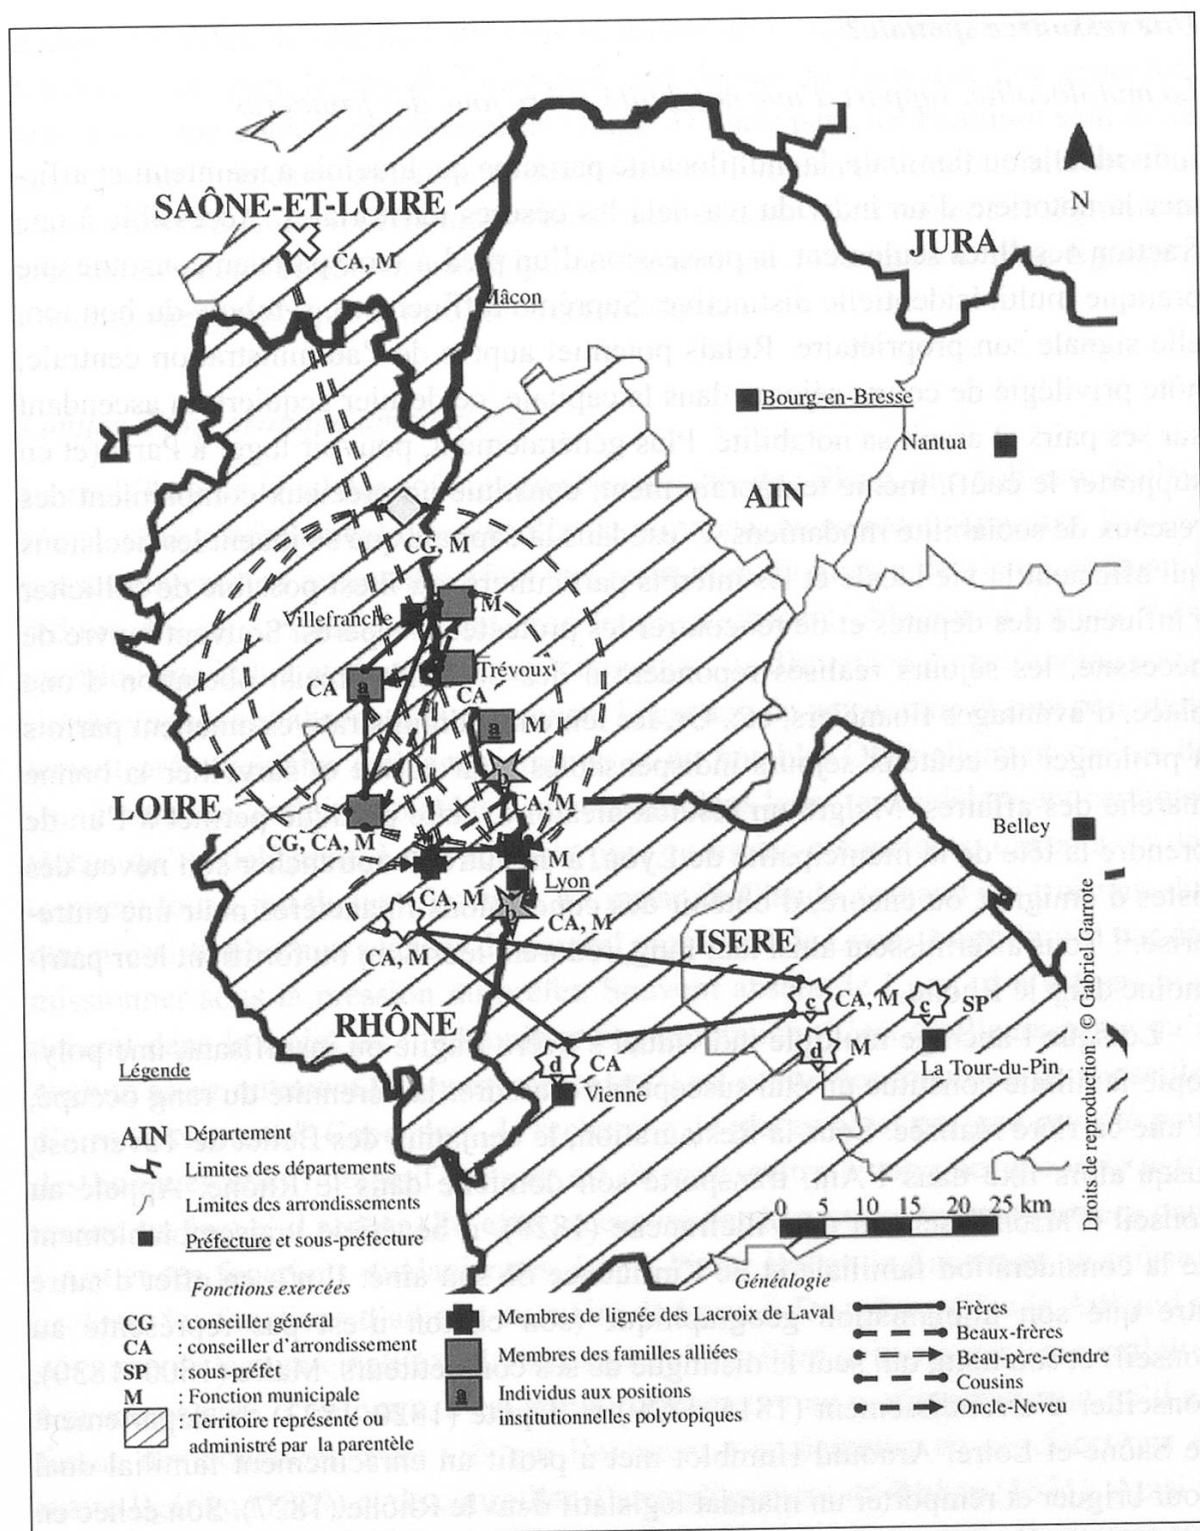 SAÔNE-ET-LOIRE
CA, M
N
JURA
Mâcon
Bourg-en-Bresse
Nantua
AIN
CG, M
Villefranche
M
Trévoux
CA
a
CA
a
M
LOIRE
CA, M
CG, CA, M
Belley
M
Lyon
CA, M
b
CA, M
CA, M
ISERE
c
CA, M
c
SP
RHÔNE
d
M
La Tour-du-Pin
d
CA
Vienne
Droits de reproduction © Gabriel Garrote
Légende
AIN Département
Limites des départements
Limites des arrondissements
Préfecture et sous-préfecture
0 5 10 15 20 25 km
Fonctions exercées
CG : conseiller général
CA : conseiller d'arrondissement
SP : sous-préfet
M : Fonction municipale
: Territoire représenté ou
administré par la parentèle
Membres de lignée des Lacroix de Laval
Membres des familles alliées
a Individus aux positions
institutionnelles polytopiques
Généalogie
Frères
Beaux-frères
Beau-père-Gendre
Cousins
Oncle-Neveu